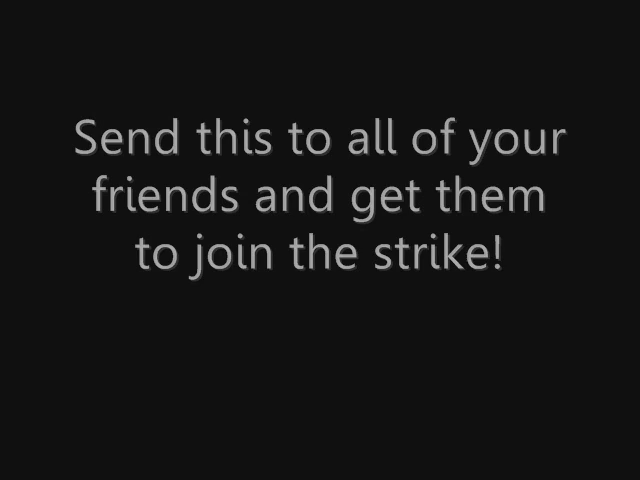 Send this to all of your
friends and get them
to join the strike!